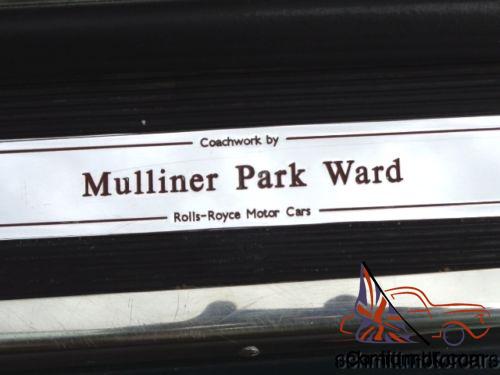 Coachwork by
Mulliner Park Ward
Rolls-Royce Motor Cars